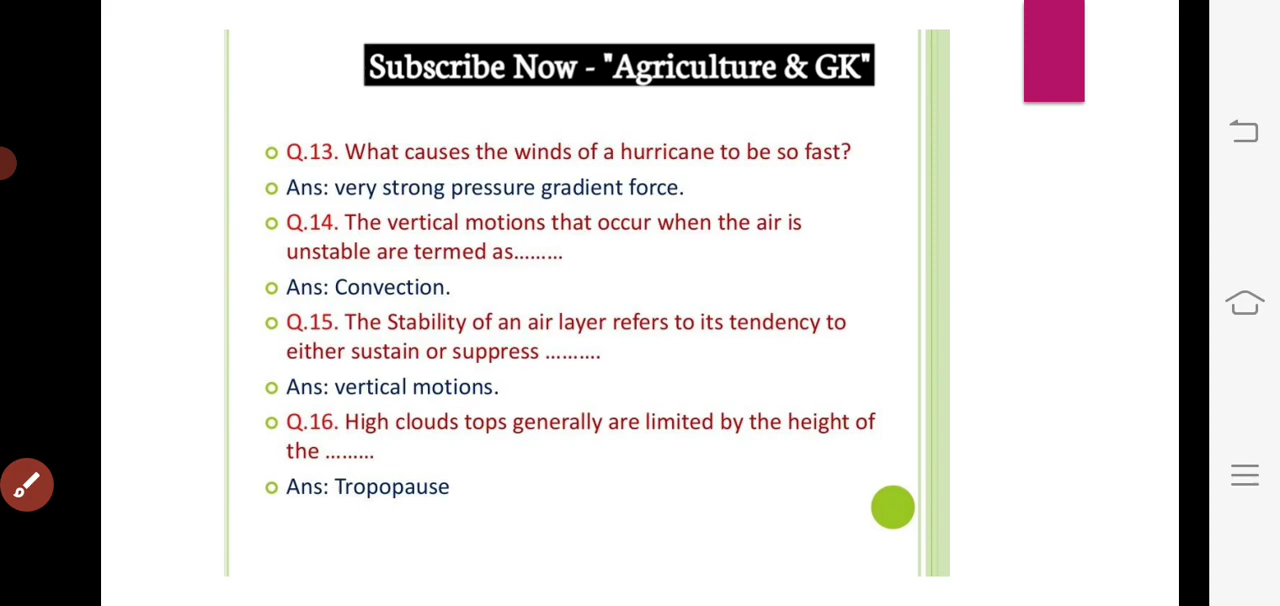 Subscribe Now - "Agriculture & GK"
Q.13. What causes the winds of a hurricane to be so fast?
Ans: very strong pressure gradient force.
Q.14. The vertical motions that occur when the air is
unstable are termed as.........
Ans: Convection.
Q.15. The Stability of an air layer refers to its tendency to
either sustain or suppress ..........
Ans: vertical motions.
Q.16. High clouds tops generally are limited by the height of
the .........
Ans: Tropopause